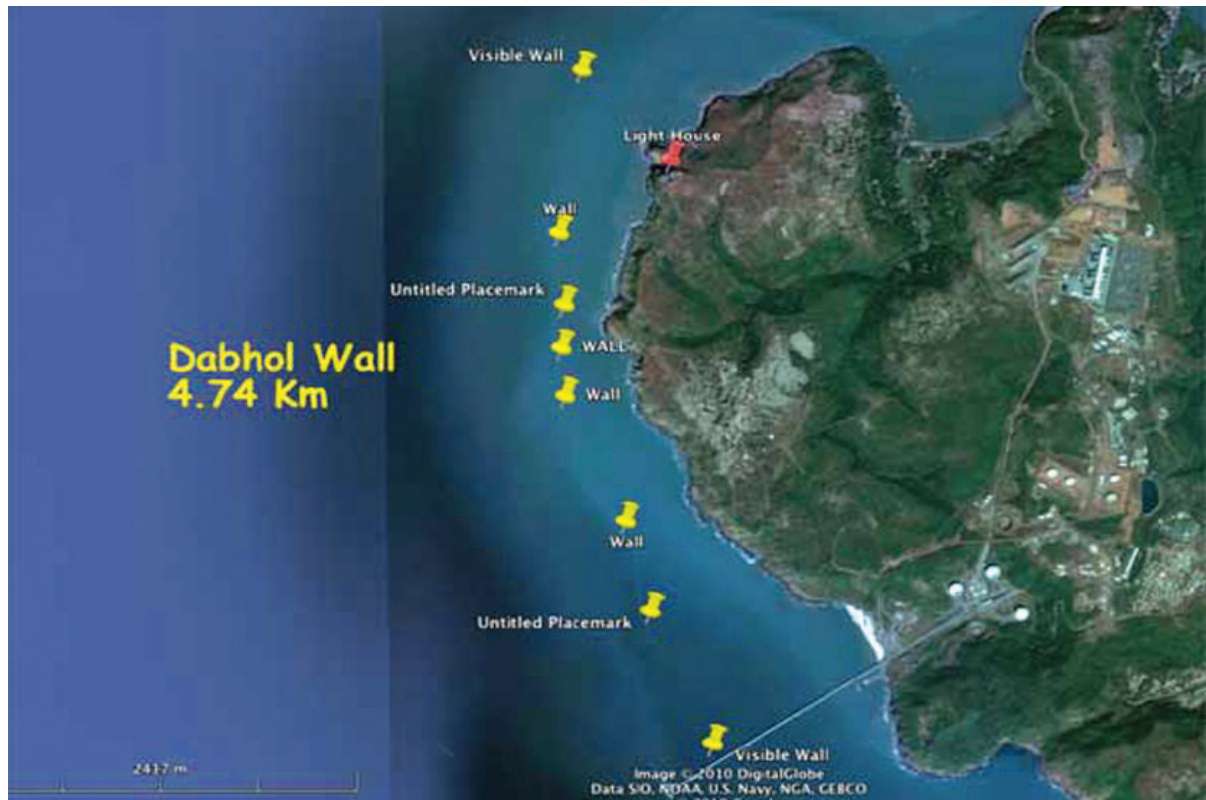 Visible Wall
Light House
Wall
Untitled Placemark
WALL
Dabhol Wall
4.74 Km
Wall
Wall
Untitled Placemark
Visible Wall
2417 m
Image © 2010 DigitalGlobe
Data SIO, NOAA, U.S. Navy, NGA, GEBCO